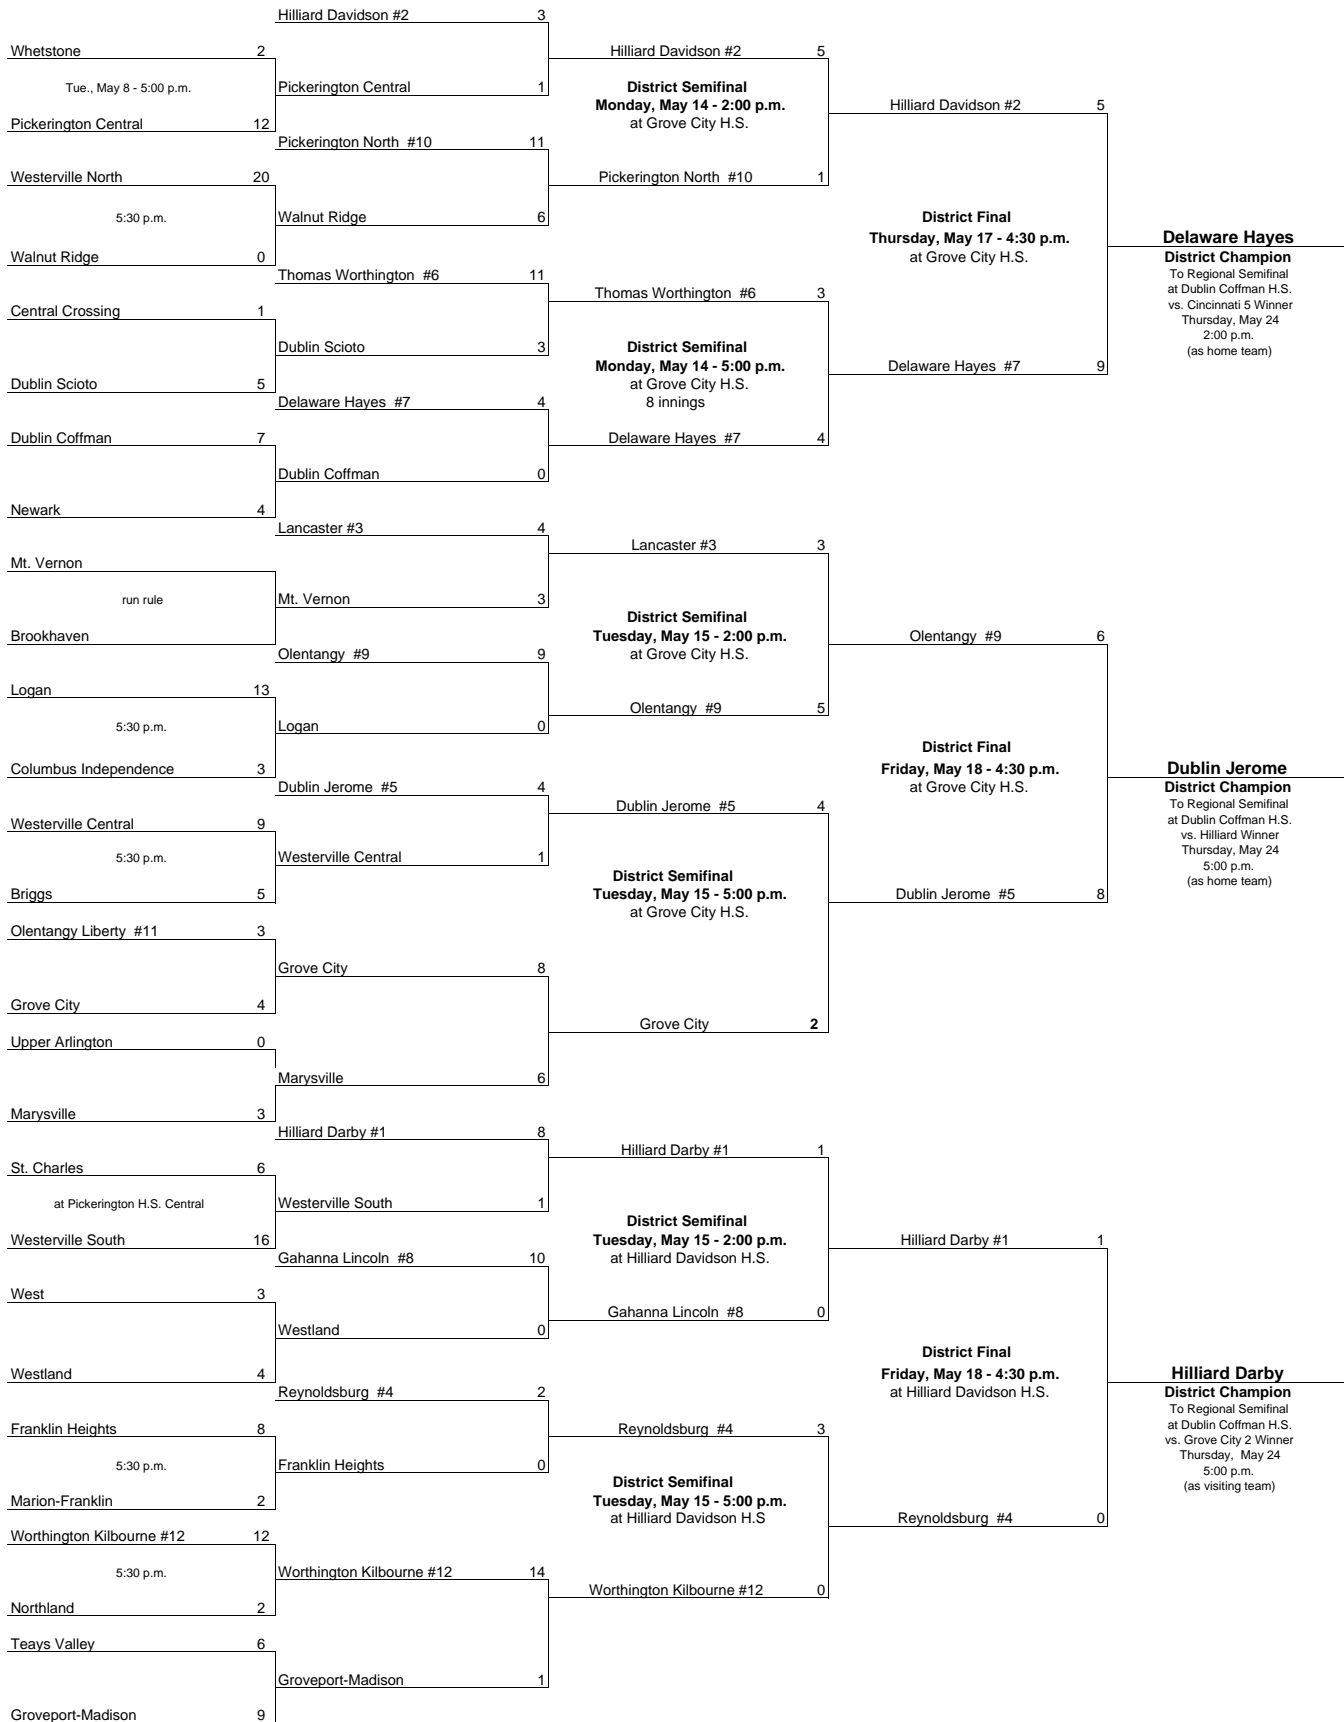 Hilliard Davidson #2 3
Whetstone 2
Hilliard Davidson #2 5
Tue., May 8 - 5:00 p.m.
Pickerington Central 1
District Semifinal
Monday, May 14 - 2:00 p.m.
at Grove City H.S.
Hilliard Davidson #2 5
Pickerington Central 12
Pickerington North #10 11
Westerville North 20
Pickerington North #10 1
5:30 p.m.
Walnut Ridge 6
District Final
Thursday, May 17 - 4:30 p.m.
at Grove City H.S.
Delaware Hayes
District Champion
To Regional Semifinal
at Dublin Coffman H.S.
vs. Cincinnati 5 Winner
Thursday, May 24
2:00 p.m.
(as home team)
Walnut Ridge 0
Thomas Worthington #6 11
Thomas Worthington #6 3
Central Crossing 1
Dublin Scioto 3
District Semifinal
Monday, May 14 - 5:00 p.m.
at Grove City H.S.
8 innings
Delaware Hayes #7 9
Dublin Scioto 5
Delaware Hayes #7 4
Dublin Coffman 7
Delaware Hayes #7 4
Dublin Coffman 0
Newark 4
Lancaster #3 4
Lancaster #3 3
Mt. Vernon
run rule
Mt. Vernon 3
District Semifinal
Tuesday, May 15 - 2:00 p.m.
at Grove City H.S.
Brookhaven
Olentangy #9 6
Olentangy #9 9
Logan 13
Olentangy #9 5
5:30 p.m.
Logan 0
District Final
Friday, May 18 - 4:30 p.m.
at Grove City H.S.
Dublin Jerome
District Champion
To Regional Semifinal
at Dublin Coffman H.S.
vs. Hilliard Winner
Thursday, May 24
5:00 p.m.
(as home team)
Columbus Independence 3
Dublin Jerome #5 4
Dublin Jerome #5 4
Westerville Central 9
5:30 p.m.
Westerville Central 1
District Semifinal
Tuesday, May 15 - 5:00 p.m.
at Grove City H.S.
Briggs 5
Dublin Jerome #5 8
Olentangy Liberty #11 3
Grove City 8
Grove City 4
Grove City 2
Upper Arlington 0
Marysville 6
Marysville 3
Hilliard Darby #1 8
Hilliard Darby #1 1
St. Charles 6
at Pickerington H.S. Central
Westerville South 1
District Semifinal
Tuesday, May 15 - 2:00 p.m.
at Hilliard Davidson H.S.
Westerville South 16
Hilliard Darby #1 1
Gahanna Lincoln #8 10
West 3
Gahanna Lincoln #8 0
Westland 0
District Final
Friday, May 18 - 4:30 p.m.
at Hilliard Davidson H.S.
Hilliard Darby
District Champion
To Regional Semifinal
at Dublin Coffman H.S.
vs. Grove City 2 Winner
Thursday, May 24
5:00 p.m.
(as visiting team)
Westland 4
Reynoldsburg #4 2
Franklin Heights 8
Reynoldsburg #4 3
5:30 p.m.
Franklin Heights 0
District Semifinal
Tuesday, May 15 - 5:00 p.m.
at Hilliard Davidson H.S
Marion-Franklin 2
Reynoldsburg #4 0
Worthington Kilbourne #12 12
5:30 p.m.
Worthington Kilbourne #12 14
Worthington Kilbourne #12 0
Northland 2
Teays Valley 6
Groveport-Madison 1
Groveport-Madison 9